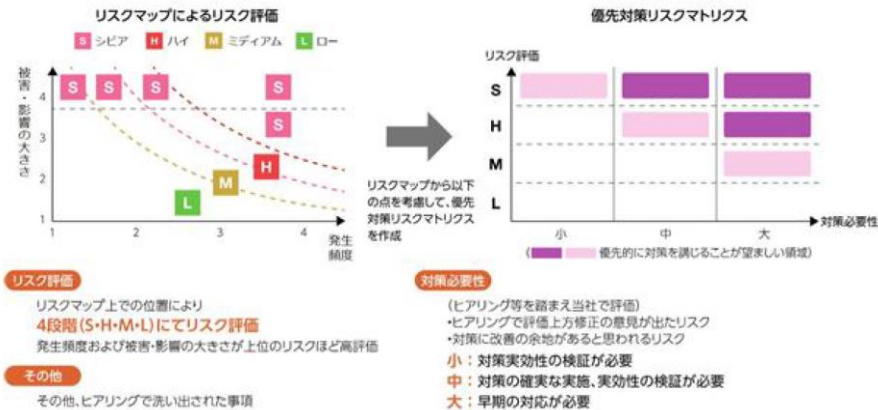 リスクマップによるリスク評価
S シビア H ハイ M ミディアム L ロー
被害・影響の大きさ
4
3
2
1
S S S S
S
H
M
L
1 2 3 4
発生頻度
リスクマップから以下
の点を考慮して、優先
対策リスクマトリクス
を作成
優先対策リスクマトリクス
リスク評価
S
H
M
L
小 中 大
対策必要性
( 優先的に対策を講じることが望ましい領域)
リスク評価
リスクマップ上での位置により
4段階(S・H・M・L)にてリスク評価
発生頻度および被害・影響の大きさが上位のリスクほど高評価
その他
その他、ヒアリングで洗い出された事項
対策必要性
(ヒアリング等を踏まえ当社で評価)
・ヒアリングで評価上方修正の意見が出たリスク
・対策に改善の余地があると思われるリスク
小:対策実効性の検証が必要
中:対策の確実な実施、実効性の検証が必要
大:早期の対応が必要